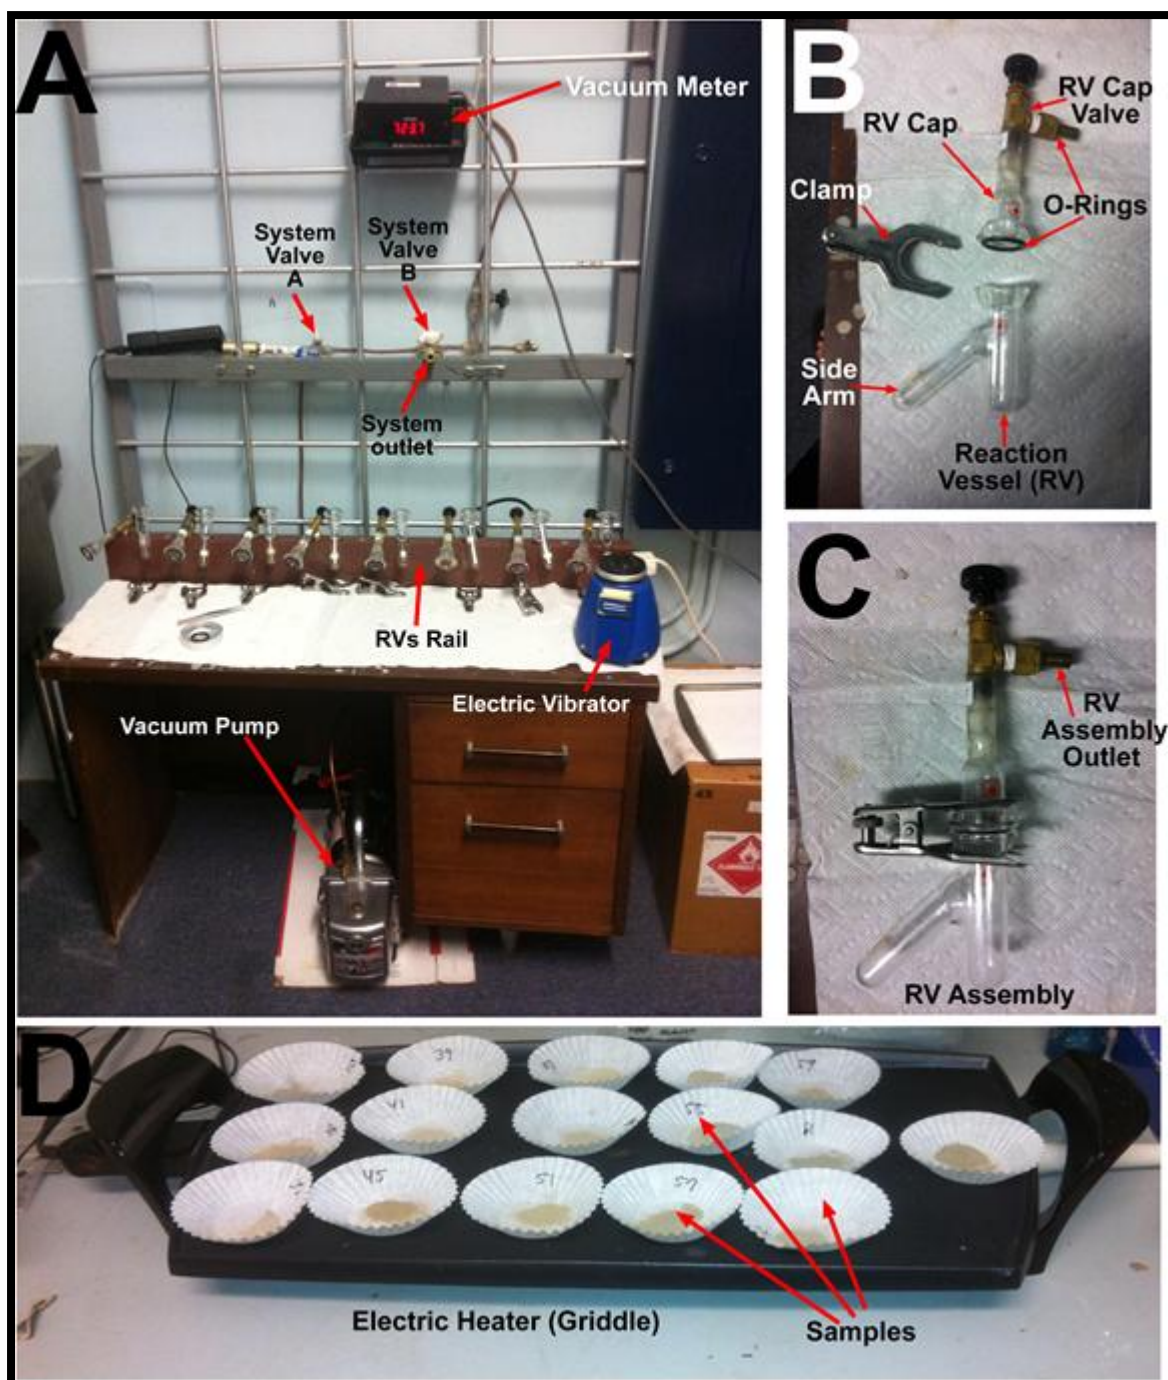 A
Vacuum Meter
System
Valve
A
System
Valve
B
System
outlet
RVs Rail
Electric Vibrator
Vacuum Pump
B
RV Cap
Valve
RV Cap
Clamp
O-Rings
Side
Arm
Reaction
Vessel (RV)
C
RV
Assembly
Outlet
RV Assembly
D
39
41
45
51
Electric Heater (Griddle)
Samples